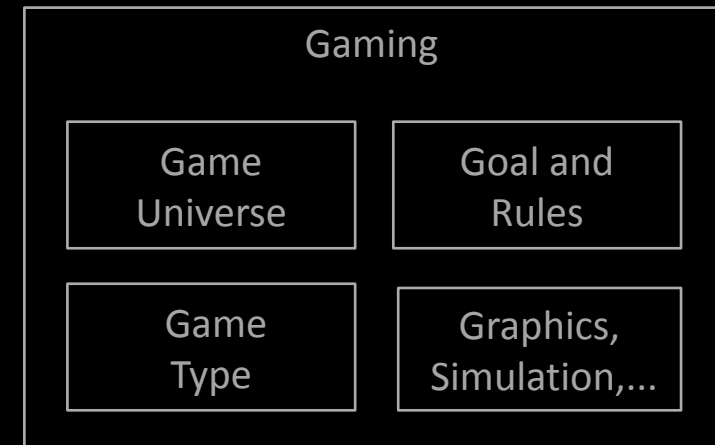 Gaming
Game
Universe
Goal and
Rules
Game
Type
Graphics,
Simulation,...